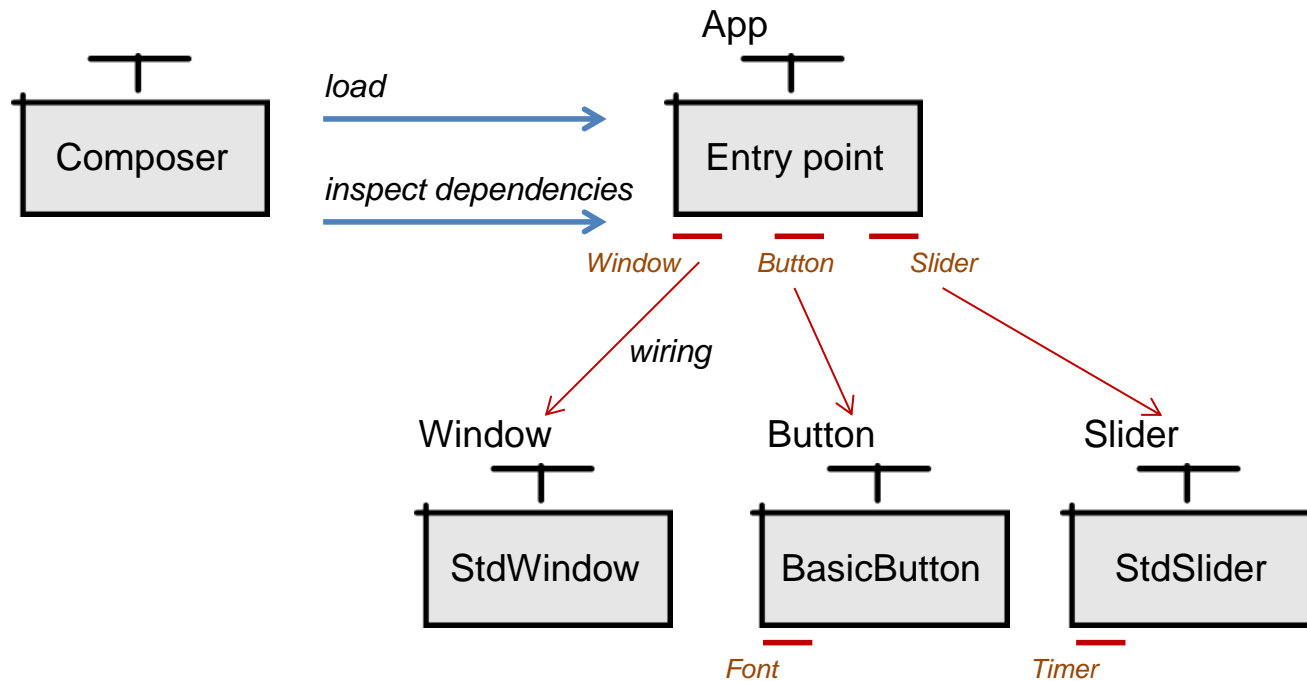 App
load
Composer
Entry point
inspect dependencies
Window
Button
Slider
wiring
Window
Button
Slider
StdWindow
BasicButton
StdSlider
Font
Timer